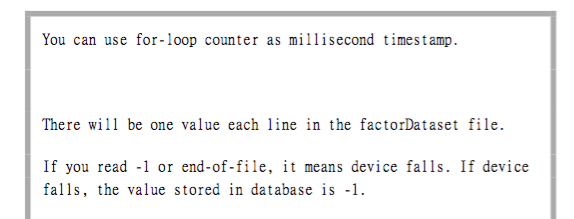 You can use for-loop counter as millisecond timestamp.
There will be one value each line in the factorDataset file.
If you read -1 or end-of-file, it means device falls. If device
falls, the value stored in database is -1.